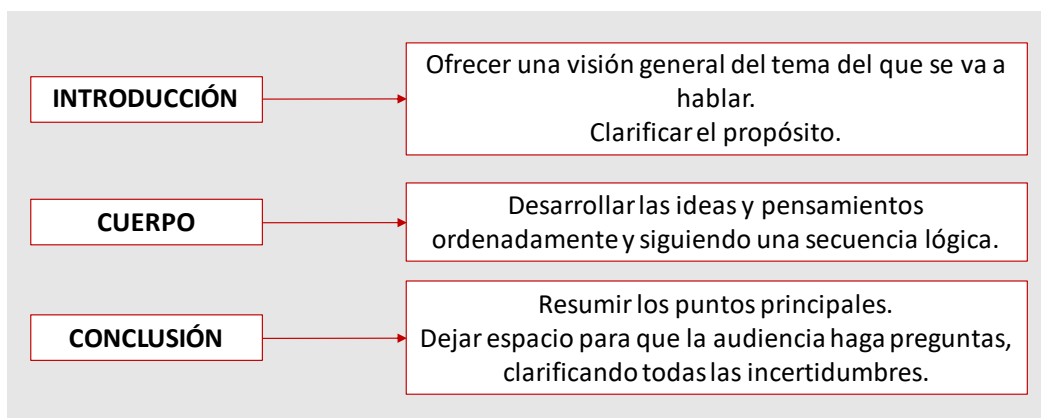 INTRODUCCIÓN
Ofrecer una visión general del tema del que se va a
hablar.
Clarificar el propósito.
CUERPO
Desarrollar las ideas y pensamientos
ordenadamente y siguiendo una secuencia lógica.
CONCLUSIÓN
Resumir los puntos principales.
Dejar espacio para que la audiencia haga preguntas,
clarificando todas las incertidumbres.